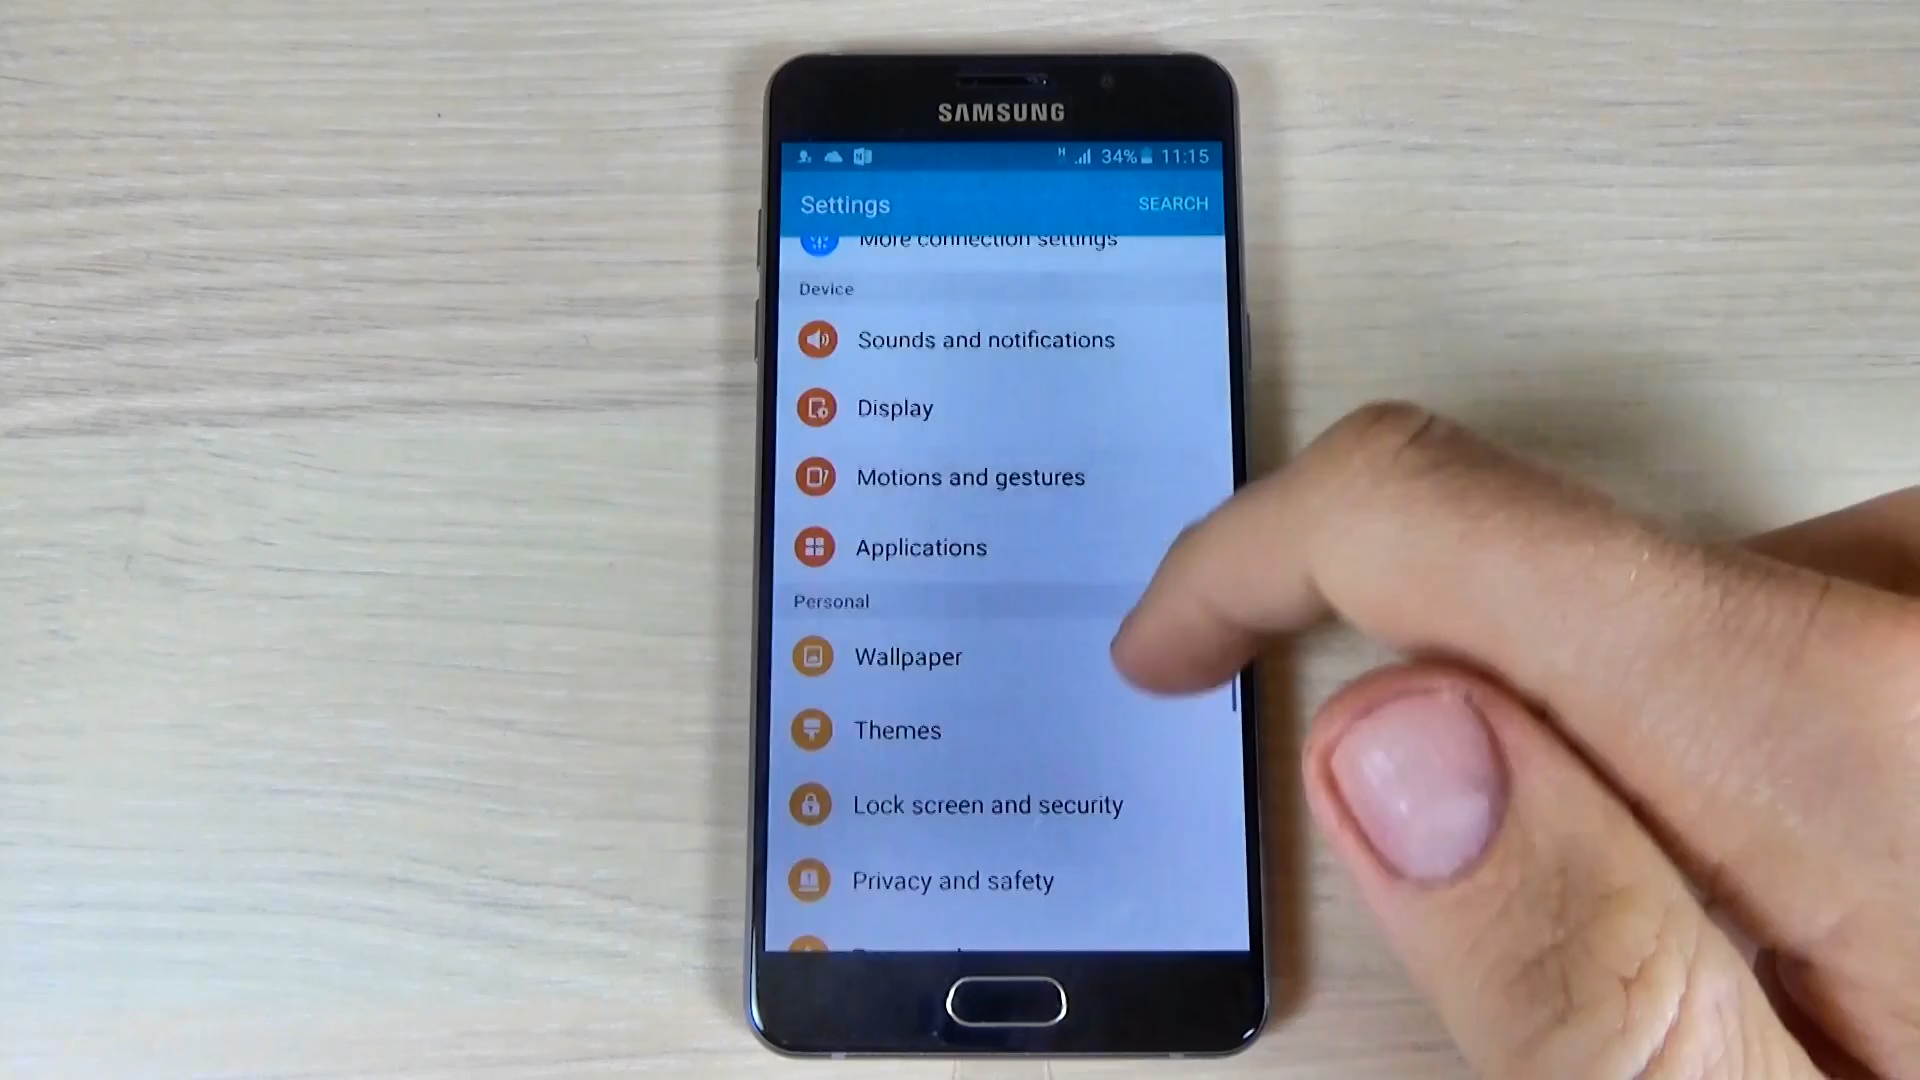 SAMSUNG
H 34% 11:15
Settings SEARCH
More connection settings
Device
Sounds and notifications
Display
Motions and gestures
Applications
Personal
Wallpaper
Themes
Lock screen and security
Privacy and safety